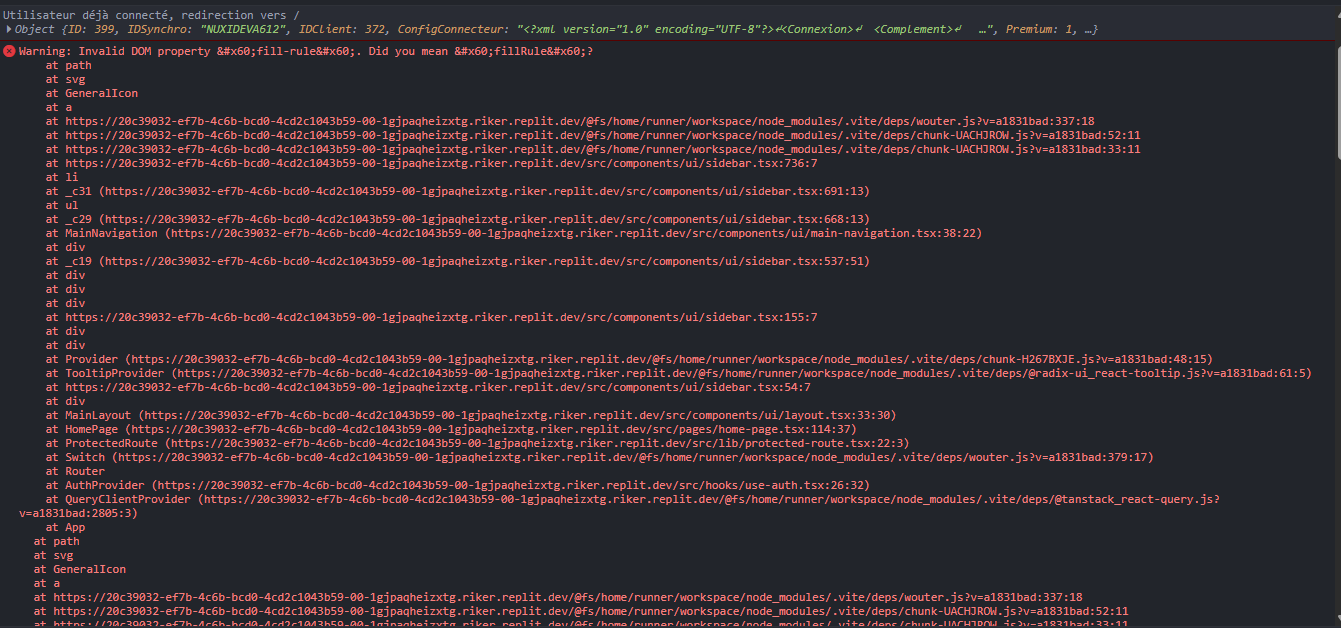 Utilisateur déjà connecté, redirection vers /
Object {ID: 399, IDSynchro: "NUXIDEVA612", IDClient: 372, ConfigConnecteur: "<?xml version="1.0" encoding="UTF-8"?>↵<Connexion>↵ <Complement>↵ …", Premium: 1, …}
Warning: Invalid DOM property &#x60;fill-rule&#x60;. Did you mean &#x60;fillRule&#x60;?
at path
at svg
at GeneralIcon
at a
at https://20c39032-ef7b-4c6b-bcd0-4cd2c1043b59-00-1gjpaqheizxtg.riker.replit.dev/@fs/home/runner/workspace/node_modules/.vite/deps/wouter.js?v=a1831bad:337:18
at https://20c39032-ef7b-4c6b-bcd0-4cd2c1043b59-00-1gjpaqheizxtg.riker.replit.dev/@fs/home/runner/workspace/node_modules/.vite/deps/chunk-UACHJROW.js?v=a1831bad:52:11
at https://20c39032-ef7b-4c6b-bcd0-4cd2c1043b59-00-1gjpaqheizxtg.riker.replit.dev/@fs/home/runner/workspace/node_modules/.vite/deps/chunk-UACHJROW.js?v=a1831bad:33:11
at https://20c39032-ef7b-4c6b-bcd0-4cd2c1043b59-00-1gjpaqheizxtg.riker.replit.dev/src/components/ui/sidebar.tsx:736:7
at li
at _c31 (https://20c39032-ef7b-4c6b-bcd0-4cd2c1043b59-00-1gjpaqheizxtg.riker.replit.dev/src/components/ui/sidebar.tsx:691:13)
at ul
at _c29 (https://20c39032-ef7b-4c6b-bcd0-4cd2c1043b59-00-1gjpaqheizxtg.riker.replit.dev/src/components/ui/sidebar.tsx:668:13)
at MainNavigation (https://20c39032-ef7b-4c6b-bcd0-4cd2c1043b59-00-1gjpaqheizxtg.riker.replit.dev/src/components/ui/main-navigation.tsx:38:22)
at div
at _c19 (https://20c39032-ef7b-4c6b-bcd0-4cd2c1043b59-00-1gjpaqheizxtg.riker.replit.dev/src/components/ui/sidebar.tsx:537:51)
at div
at div
at div
at https://20c39032-ef7b-4c6b-bcd0-4cd2c1043b59-00-1gjpaqheizxtg.riker.replit.dev/src/components/ui/sidebar.tsx:155:7
at div
at div
at Provider (https://20c39032-ef7b-4c6b-bcd0-4cd2c1043b59-00-1gjpaqheizxtg.riker.replit.dev/@fs/home/runner/workspace/node_modules/.vite/deps/chunk-H267BXJE.js?v=a1831bad:48:15)
at TooltipProvider (https://20c39032-ef7b-4c6b-bcd0-4cd2c1043b59-00-1gjpaqheizxtg.riker.replit.dev/@fs/home/runner/workspace/node_modules/.vite/deps/@radix-ui_react-tooltip.js?v=a1831bad:61:5)
at https://20c39032-ef7b-4c6b-bcd0-4cd2c1043b59-00-1gjpaqheizxtg.riker.replit.dev/src/components/ui/sidebar.tsx:54:7
at div
at MainLayout (https://20c39032-ef7b-4c6b-bcd0-4cd2c1043b59-00-1gjpaqheizxtg.riker.replit.dev/src/components/ui/layout.tsx:33:30)
at HomePage (https://20c39032-ef7b-4c6b-bcd0-4cd2c1043b59-00-1gjpaqheizxtg.riker.replit.dev/src/pages/home-page.tsx:114:37)
at ProtectedRoute (https://20c39032-ef7b-4c6b-bcd0-4cd2c1043b59-00-1gjpaqheizxtg.riker.replit.dev/src/lib/protected-route.tsx:22:3)
at Switch (https://20c39032-ef7b-4c6b-bcd0-4cd2c1043b59-00-1gjpaqheizxtg.riker.replit.dev/@fs/home/runner/workspace/node_modules/.vite/deps/wouter.js?v=a1831bad:379:17)
at Router
at AuthProvider (https://20c39032-ef7b-4c6b-bcd0-4cd2c1043b59-00-1gjpaqheizxtg.riker.replit.dev/src/hooks/use-auth.tsx:26:32)
at QueryClientProvider (https://20c39032-ef7b-4c6b-bcd0-4cd2c1043b59-00-1gjpaqheizxtg.riker.replit.dev/@fs/home/runner/workspace/node_modules/.vite/deps/@tanstack_react-query.js?
v=a1831bad:2805:3)
at App
at path
at svg
at GeneralIcon
at a
at https://20c39032-ef7b-4c6b-bcd0-4cd2c1043b59-00-1gjpaqheizxtg.riker.replit.dev/@fs/home/runner/workspace/node_modules/.vite/deps/wouter.js?v=a1831bad:337:18
at https://20c39032-ef7b-4c6b-bcd0-4cd2c1043b59-00-1gjpaqheizxtg.riker.replit.dev/@fs/home/runner/workspace/node_modules/.vite/deps/chunk-UACHJROW.js?v=a1831bad:52:11
at https://20c39032-ef7b-4c6b-bcd0-4cd2c1043b59-00-1gjpaqheizxtg.riker.replit.dev/@fs/home/runner/workspace/node_modules/.vite/deps/chunk-UACHJROW.js?v=a1831bad:33:11